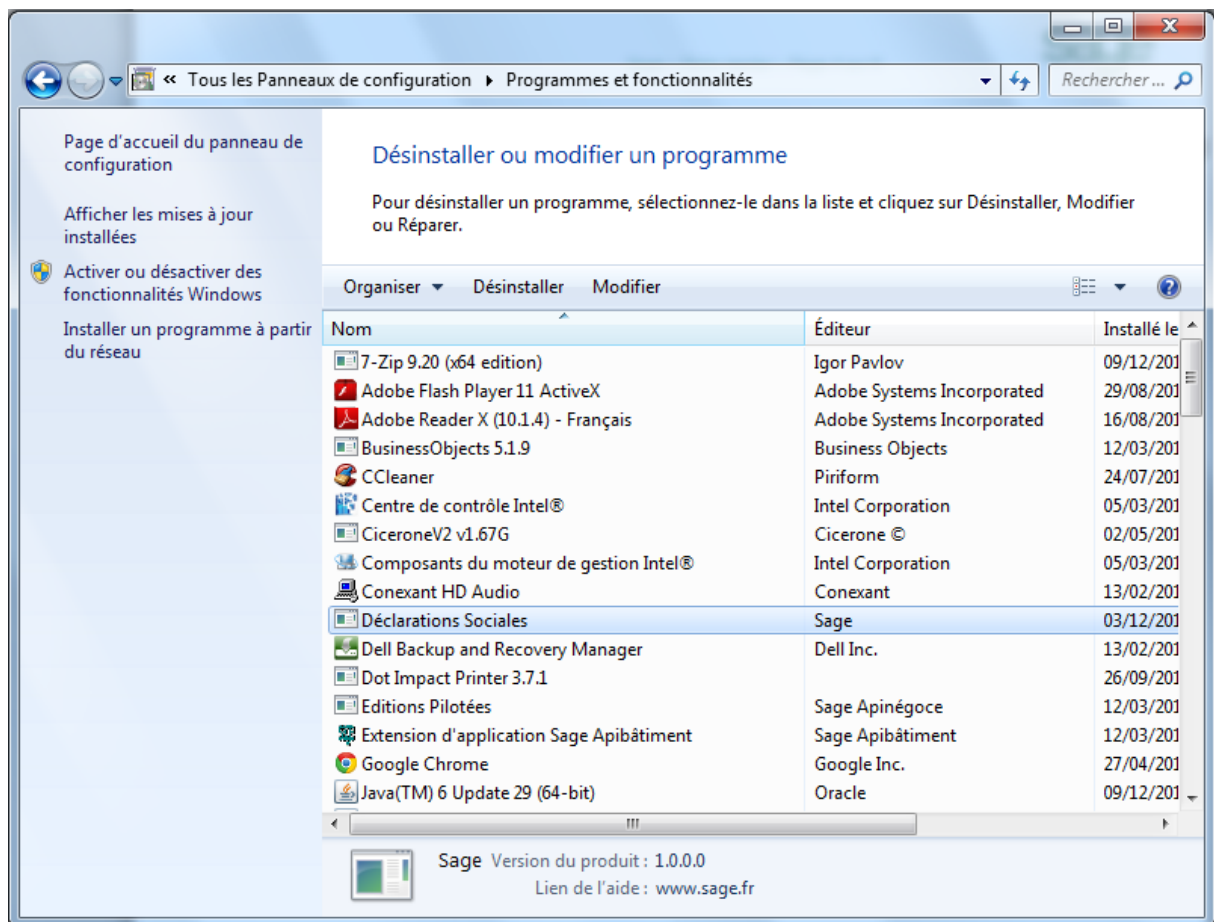 « Tous les Panneaux de configuration ▸ Programmes et fonctionnalités
Rechercher ...
Page d'accueil du panneau de
configuration
Afficher les mises à jour
installées
Activer ou désactiver des
fonctionnalités Windows
Installer un programme à partir
du réseau
Désinstaller ou modifier un programme
Pour désinstaller un programme, sélectionnez-le dans la liste et cliquez sur Désinstaller, Modifier
ou Réparer.
Organiser Désinstaller Modifier
Nom Éditeur Installé le
7-Zip 9.20 (x64 edition) Igor Pavlov 09/12/201
Adobe Flash Player 11 ActiveX Adobe Systems Incorporated 29/08/201
Adobe Reader X (10.1.4) - Français Adobe Systems Incorporated 16/08/201
BusinessObjects 5.1.9 Business Objects 12/03/201
CCleaner Piriform 24/07/201
Centre de contrôle Intel® Intel Corporation 05/03/201
CiceroneV2 v1.67G Cicerone © 02/05/201
Composants du moteur de gestion Intel® Intel Corporation 05/03/201
Conexant HD Audio Conexant 13/02/201
Déclarations Sociales Sage 03/12/201
Dell Backup and Recovery Manager Dell Inc. 13/02/201
Dot Impact Printer 3.7.1 26/09/201
Editions Pilotées Sage Apinégoce 12/03/201
Extension d'application Sage Apibâtiment Sage Apibâtiment 12/03/201
Google Chrome Google Inc. 27/04/201
Java(TM) 6 Update 29 (64-bit) Oracle 09/12/201
Sage Version du produit : 1.0.0.0
Lien de l'aide : www.sage.fr